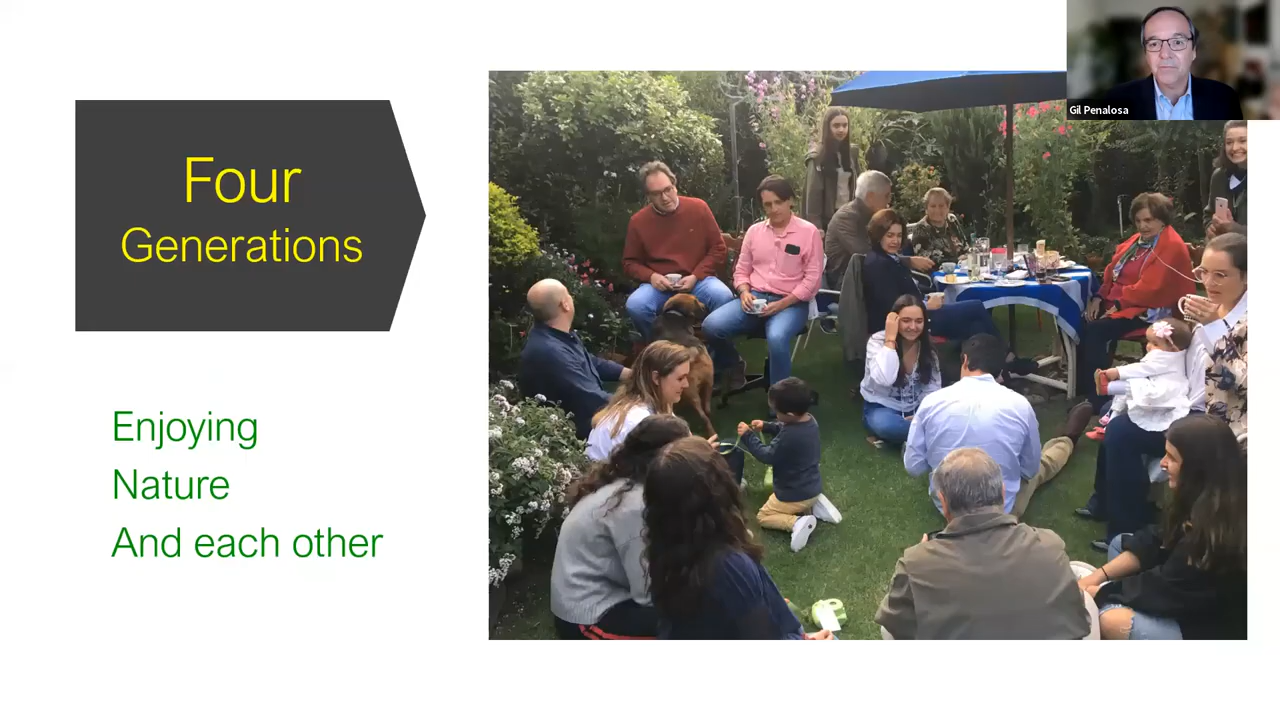 Four
Generations
Enjoying
Nature
And each other
Gil Penalosa